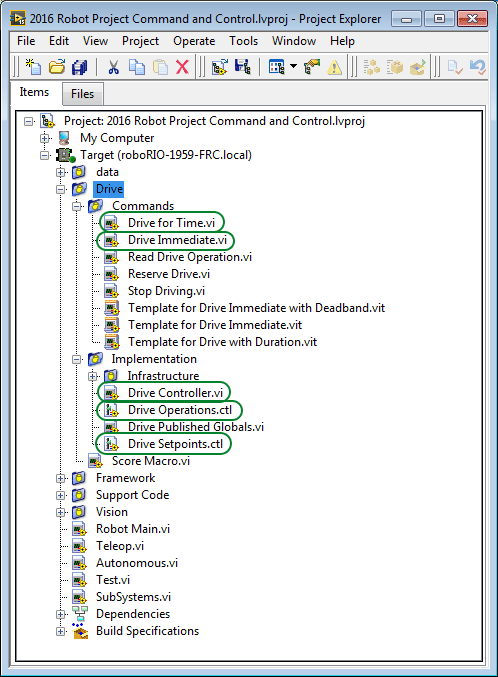 2016 Robot Project Command and Control.lvproj - Project Explorer
File Edit View Project Operate Tools Window Help
Items Files
Project: 2016 Robot Project Command and Control.lvproj
My Computer
Target (roboRIO-1959-FRC.local)
data
Drive
Commands
Drive for Time.vi
Drive Immediate.vi
Read Drive Operation.vi
Reserve Drive.vi
Stop Driving.vi
Template for Drive Immediate with Deadband.vit
Template for Drive Immediate.vit
Template for Drive with Duration.vit
Implementation
Infrastructure
Drive Controller.vi
Drive Operations.ctl
Drive Published Globals.vi
Drive Setpoints.ctl
Score Macro.vi
Framework
Support Code
Vision
Robot Main.vi
Teleop.vi
Autonomous.vi
Test.vi
SubSystems.vi
Dependencies
Build Specifications